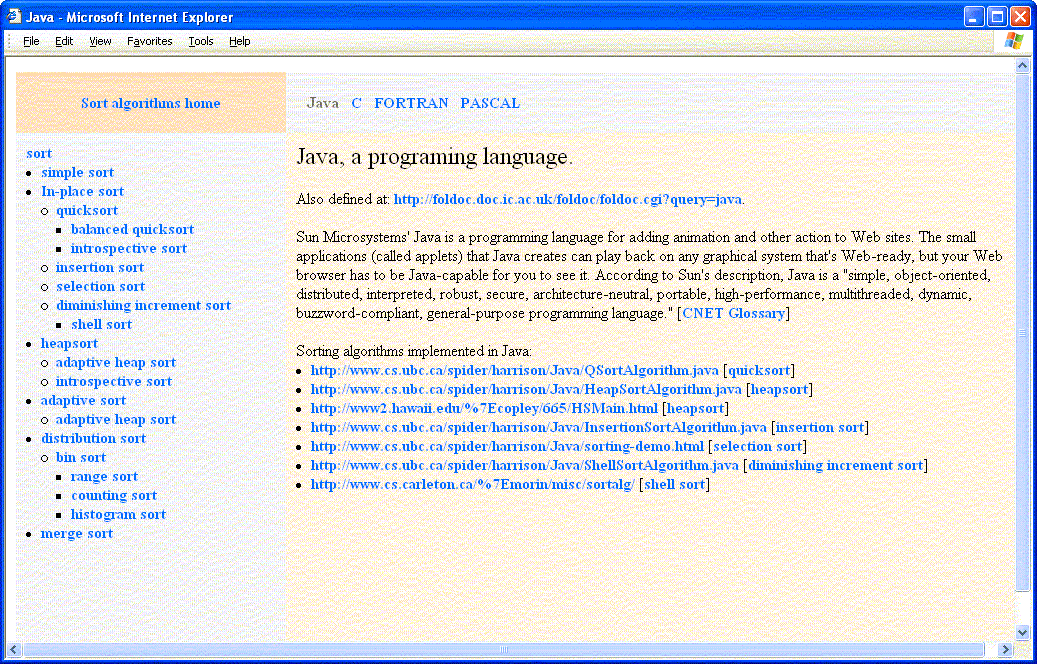 Java - Microsoft Internet Explorer
File Edit View Favorites Tools Help
Sort algorithms home
Java C FORTRAN PASCAL
sort
• simple sort
• In-place sort
○ quicksort
▪ balanced quicksort
▪ introspective sort
○ insertion sort
○ selection sort
○ diminishing increment sort
▪ shell sort
• heapsort
○ adaptive heap sort
○ introspective sort
• adaptive sort
○ adaptive heap sort
• distribution sort
○ bin sort
▪ range sort
▪ counting sort
▪ histogram sort
• merge sort
Java, a programing language.
Also defined at: http://foldoc.doc.ic.ac.uk/foldoc/foldoc.cgi?query=java.
Sun Microsystems' Java is a programming language for adding animation and other action to Web sites. The small
applications (called applets) that Java creates can play back on any graphical system that's Web-ready, but your Web
browser has to be Java-capable for you to see it. According to Sun's description, Java is a "simple, object-oriented,
distributed, interpreted, robust, secure, architecture-neutral, portable, high-performance, multithreaded, dynamic,
buzzword-compliant, general-purpose programming language." [CNET Glossary]
Sorting algorithms implemented in Java:
• http://www.cs.ubc.ca/spider/harrison/Java/QSortAlgorithm.java [quicksort]
• http://www.cs.ubc.ca/spider/harrison/Java/HeapSortAlgorithm.java [heapsort]
• http://www2.hawaii.edu/%7Ecopley/665/HSMain.html [heapsort]
• http://www.cs.ubc.ca/spider/harrison/Java/InsertionSortAlgorithm.java [insertion sort]
• http://www.cs.ubc.ca/spider/harrison/Java/sorting-demo.html [selection sort]
• http://www.cs.ubc.ca/spider/harrison/Java/ShellSortAlgorithm.java [diminishing increment sort]
• http://www.cs.carleton.ca/%7Emorin/misc/sortalg/ [shell sort]